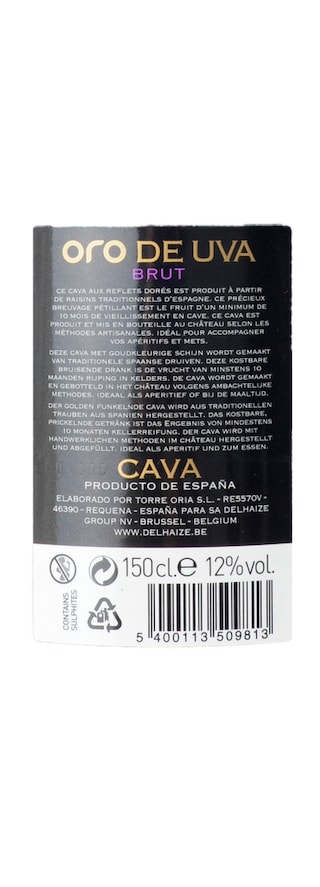 oro DE UVA
BRUT
CE CAVA AUX REFLETS DORÉS EST PRODUIT À PARTIR
DE RAISINS TRADITIONNELS D'ESPAGNE. CE PRÉCIEUX
BREUVAGE PÉTILLANT EST LE FRUIT D'UN MINIMUM DE
10 MOIS DE VIEILLISSEMENT EN CAVE. CE CAVA EST
PRODUIT ET MIS EN BOUTEILLE AU CHÂTEAU SELON LES
MÉTHODES ARTISANALES. IDÉAL POUR ACCOMPAGNER
VOS APÉRITIFS ET METS.
DEZE CAVA MET GOUDKLEURIGE SCHIJN WORDT GEMAAKT
VAN TRADITIONELE SPAANSE DRUIVEN. DEZE KOSTBARE
BRUISENDE DRANK IS DE VRUCHT VAN MINSTENS 10
MAANDEN RIJPING IN KELDERS. DE CAVA WORDT GEMAAKT
EN GEBOTTELD IN HET CHÂTEAU VOLGENS AMBACHTELIJKE
METHODES. IDEAAL ALS APERITIEF OF BIJ DE MAALTIJD.
DER GOLDEN FUNKELNDE CAVA WIRD AUS TRADITIONELLEN
TRAUBEN AUS SPANIEN HERGESTELLT. DAS KOSTBARE,
PRICKELNDE GETRÄNK IST DAS ERGEBNIS VON MINDESTENS
10 MONATEN KELLERREIFUNG. DER CAVA WIRD MIT
HANDWERKLICHEN METHODEN IM CHÂTEAU HERGESTELLT
UND ABGEFÜLLT. IDEAL ALS APERITIF UND ZUM ESSEN.
CAVA
PRODUCTO DE ESPAÑA
ELABORADO POR TORRE ORIA S.L. - RE5570V -
46390 - REQUENA - ESPAÑA PARA SA DELHAIZE
GROUP NV - BRUSSEL - BELGIUM
WWW.DELHAIZE.BE
150cl.e 12%vol.
CONTAINS
SULPHITES
5 400113 509813